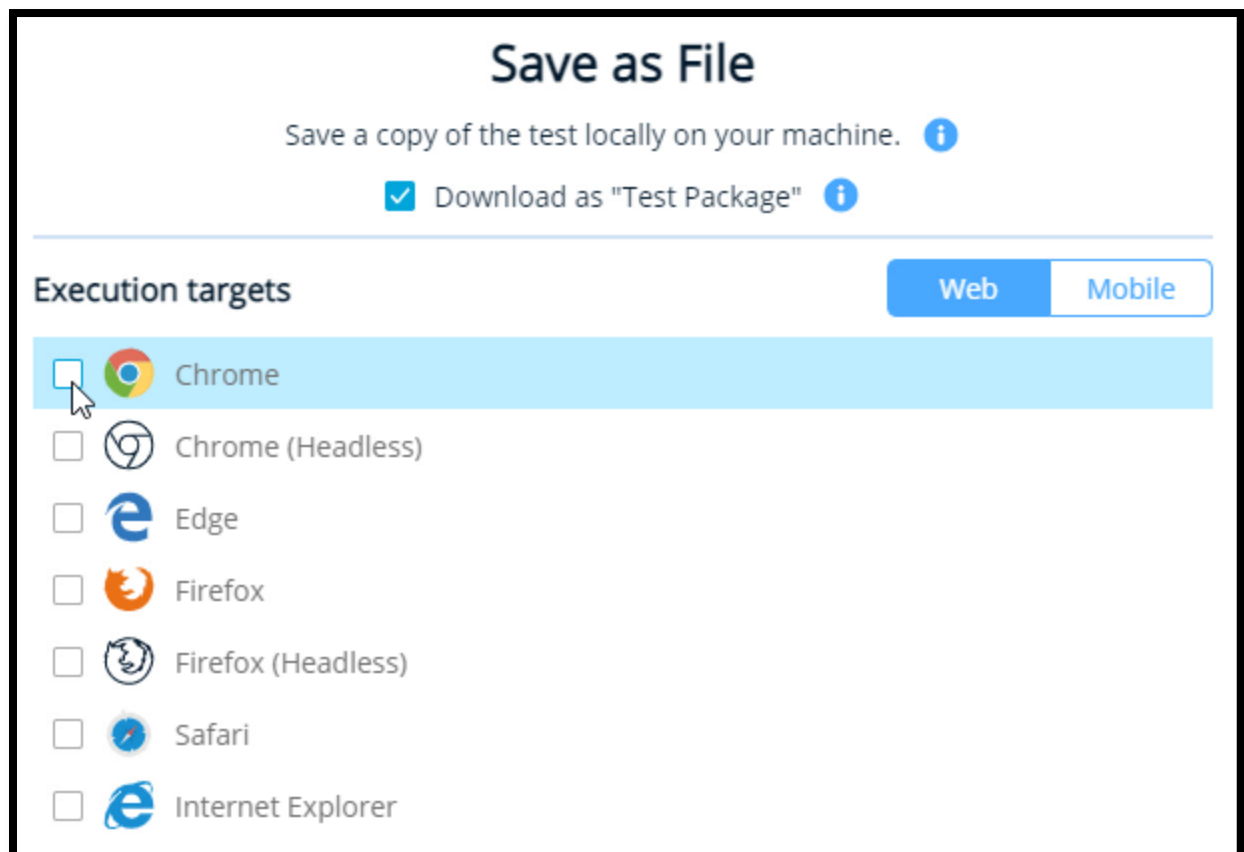 Save as File
Save a copy of the test locally on your machine.
Download as "Test Package"
Execution targets
Web
Mobile
Chrome
Chrome (Headless)
Edge
Firefox
Firefox (Headless)
Safari
Internet Explorer